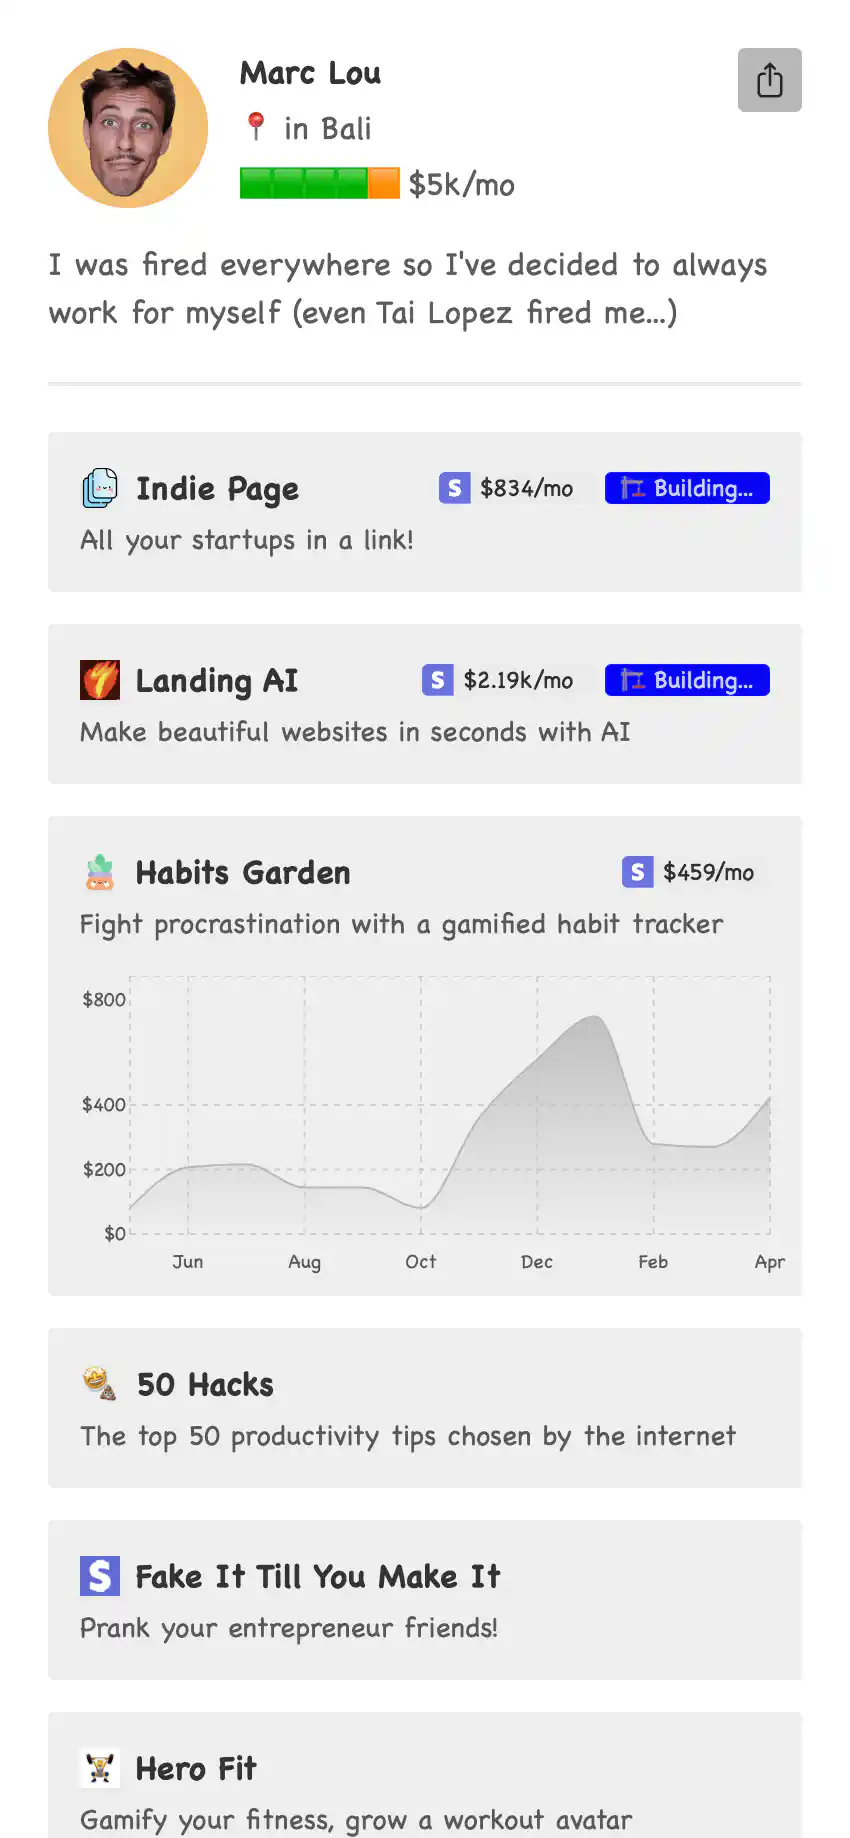 Marc Lou
📍 in Bali
$5k/mo
I was fired everywhere so I've decided to always
work for myself (even Tai Lopez fired me...)
Indie Page
S $834/mo
🏗️ Building...
All your startups in a link!
Landing AI
S $2.19k/mo
🏗️ Building...
Make beautiful websites in seconds with AI
Habits Garden
S $459/mo
Fight procrastination with a gamified habit tracker
$800
$400
$200
$0
Jun Aug Oct Dec Feb Apr
50 Hacks
The top 50 productivity tips chosen by the internet
S Fake It Till You Make It
Prank your entrepreneur friends!
Hero Fit
Gamify your fitness, grow a workout avatar